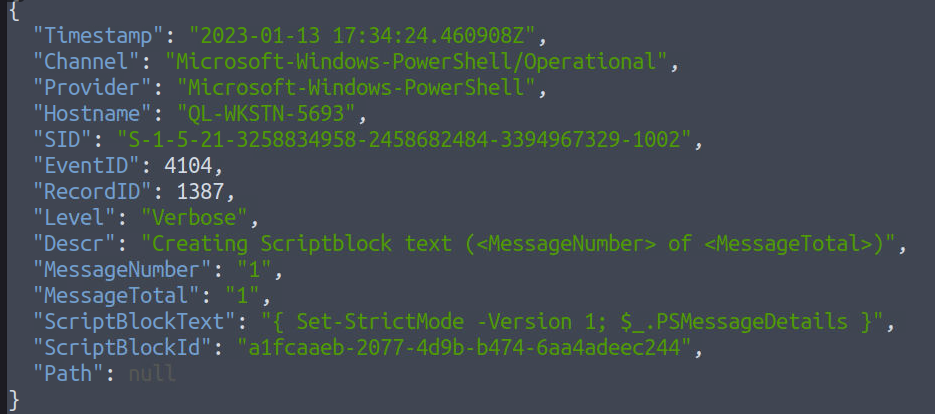 {
"Timestamp": "2023-01-13 17:34:24.460908Z",
"Channel": "Microsoft-Windows-PowerShell/Operational",
"Provider": "Microsoft-Windows-PowerShell",
"Hostname": "QL-WKSTN-5693",
"SID": "S-1-5-21-3258834958-2458682484-3394967329-1002",
"EventID": 4104,
"RecordID": 1387,
"Level": "Verbose",
"Descr": "Creating Scriptblock text (<MessageNumber> of <MessageTotal>)",
"MessageNumber": "1",
"MessageTotal": "1",
"ScriptBlockText": "{ Set-StrictMode -Version 1; $_.PSMessageDetails }",
"ScriptBlockId": "a1fcaaeb-2077-4d9b-b474-6aa4adeec244",
"Path": null
}